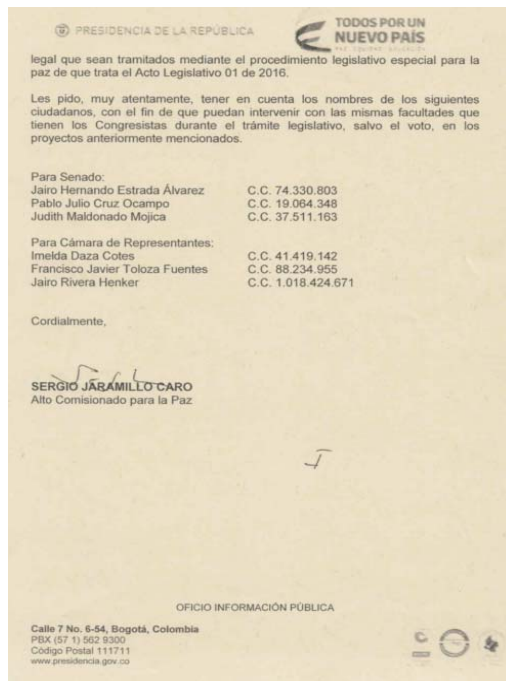 PRESIDENCIA DE LA REPÚBLICA
TODOS POR UN
NUEVO PAÍS
PAZ EQUIDAD EDUCACIÓN
legal que sean tramitados mediante el procedimiento legislativo especial para la
paz de que trata el Acto Legislativo 01 de 2016.
Les pido, muy atentamente, tener en cuenta los nombres de los siguientes
ciudadanos, con el fin de que puedan intervenir con las mismas facultades que
tienen los Congresistas durante el trámite legislativo, salvo el voto, en los
proyectos anteriormente mencionados.
Para Senado:
Jairo Hernando Estrada Álvarez C.C. 74.330.803
Pablo Julio Cruz Ocampo C.C. 19.064.348
Judith Maldonado Mojica C.C. 37.511.163
Para Cámara de Representantes:
Imelda Daza Cotes C.C. 41.419.142
Francisco Javier Toloza Fuentes C.C. 88.234.955
Jairo Rivera Henker C.C. 1.018.424.671
Cordialmente,
SERGIO JARAMILLO CARO
Alto Comisionado para la Paz
OFICIO INFORMACIÓN PÚBLICA
Calle 7 No. 6-54, Bogotá, Colombia
PBX (57 1) 562 9300
Código Postal 111711
www.presidencia.gov.co